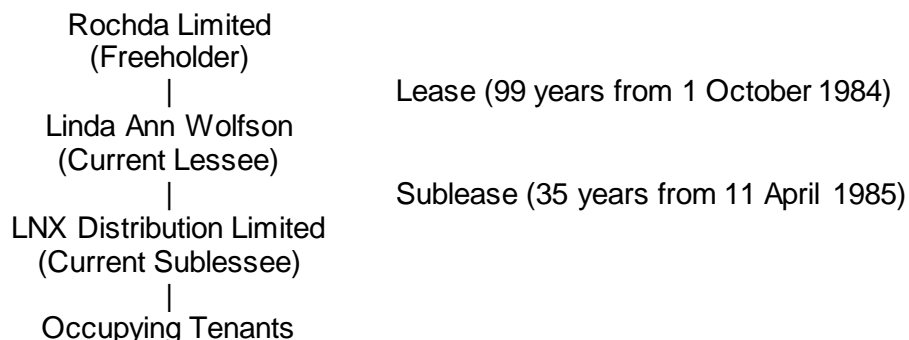 Rochda Limited
(Freeholder)
|
Lease (99 years from 1 October 1984)
Linda Ann Wolfson
(Current Lessee)
|
Sublease (35 years from 11 April 1985)
LNX Distribution Limited
(Current Sublessee)
|
Occupying Tenants